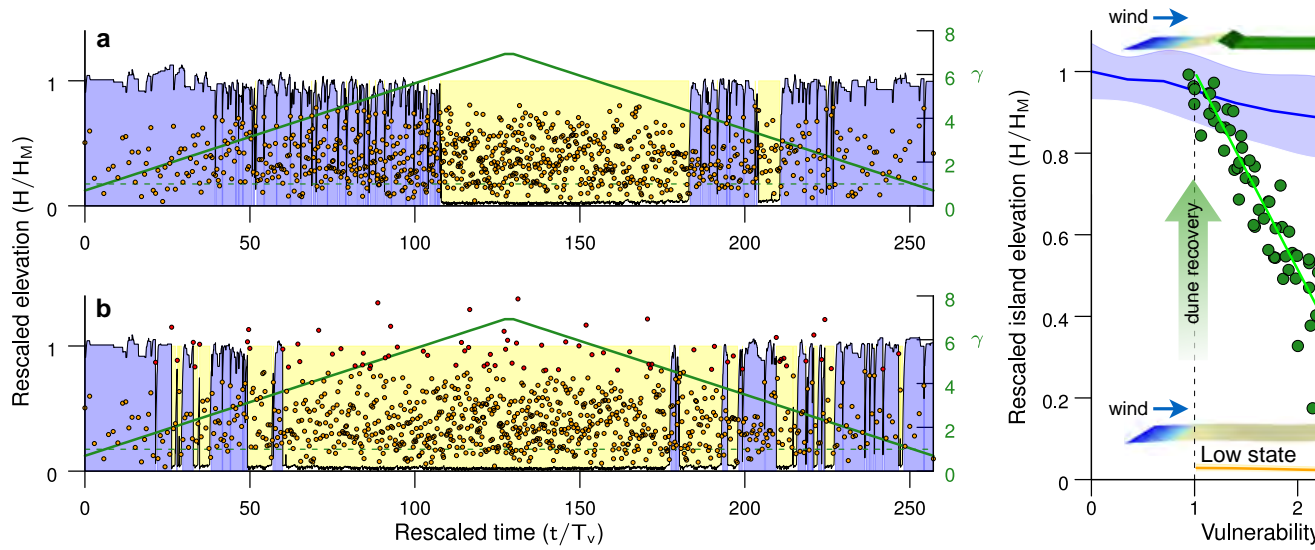 a
Rescaled elevation (H/H_M)
1
0
0
50
100
150
200
257
8
6
4
2
0
γ
b
1
0
0
50
100
150
200
250
8
6
4
2
0
γ
Rescaled time (t/T_v)
wind
Rescaled island elevation (H/H_M)
1
0.8
0.6
0.4
0.2
0
dune recovery
wind
Low state
0
1
2
Vulnerability